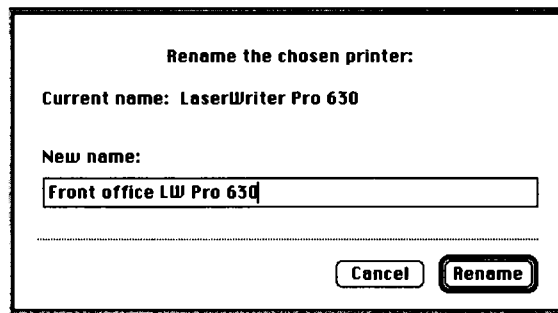 Rename the chosen printer:
Current name: LaserWriter Pro 630
New name:
Front office LW Pro 630
Cancel
Rename